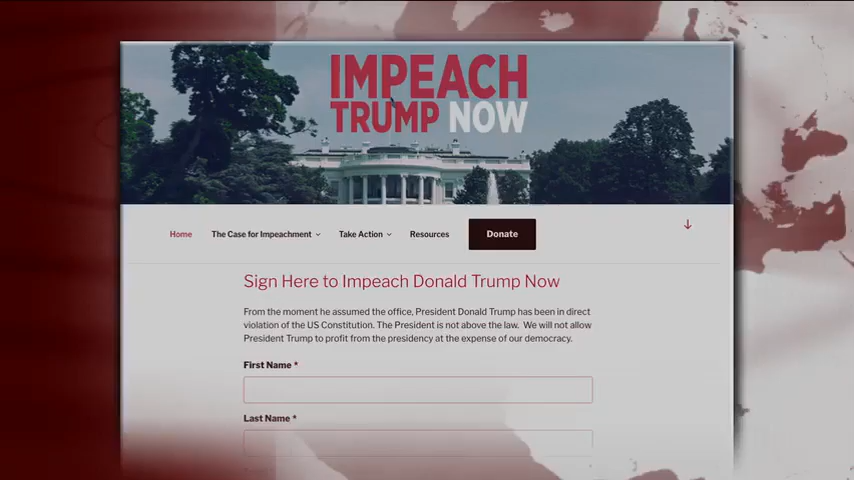 IMPEACH
TRUMP NOW
Home The Case for Impeachment Take Action Resources Donate
Sign Here to Impeach Donald Trump Now
From the moment he assumed the office, President Donald Trump has been in direct
violation of the US Constitution. The President is not above the law. We will not allow
President Trump to profit from the presidency at the expense of our democracy.
First Name *
Last Name *